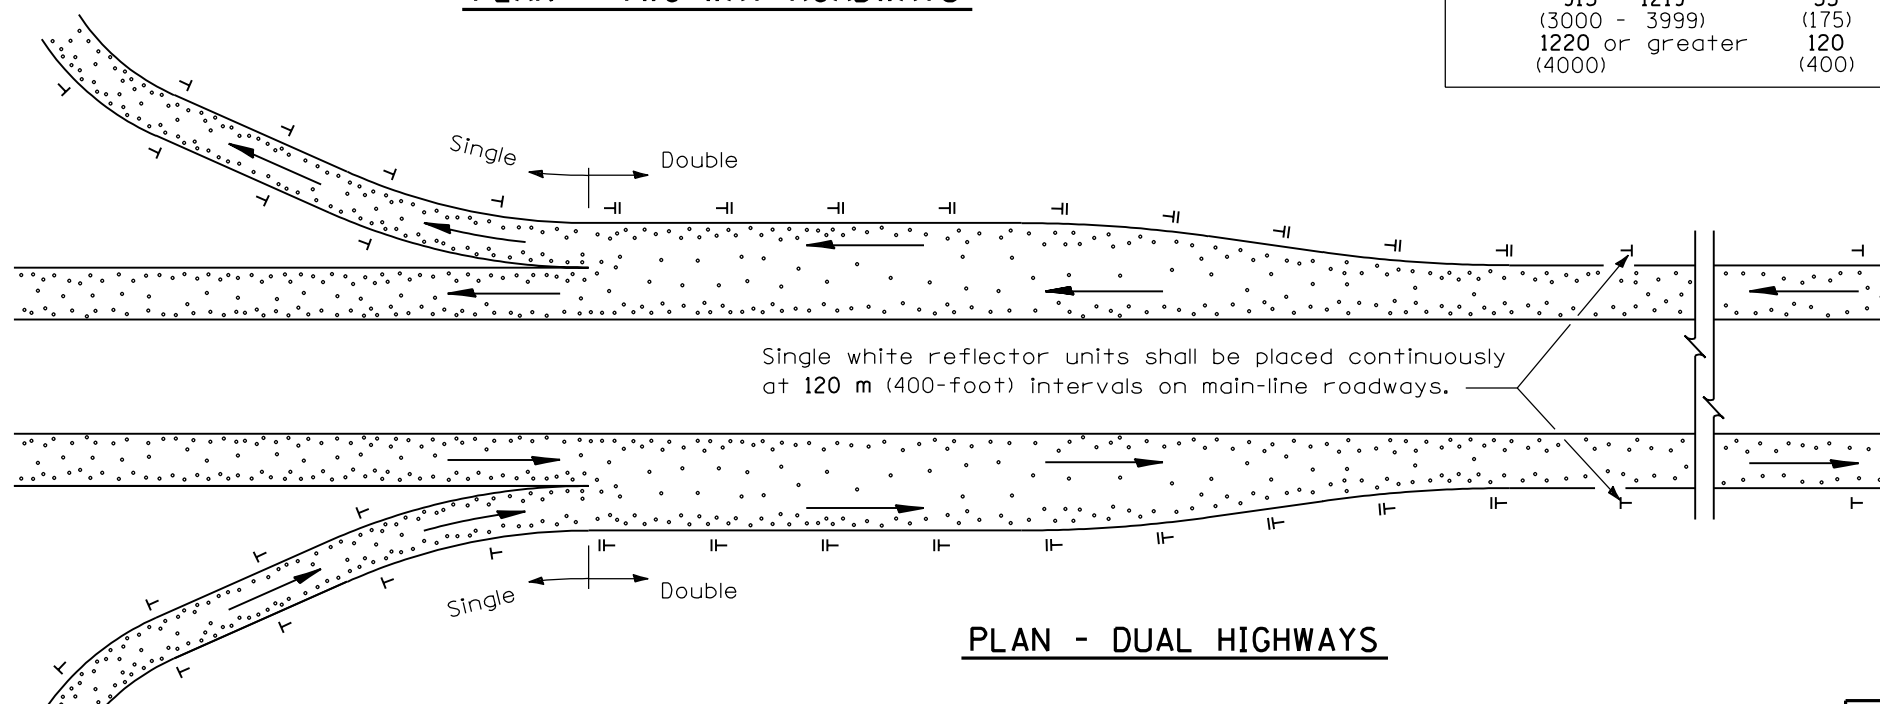 (3000 - 3999) (175)
1220 or greater 120
(4000) (400)
Single Double
Single white reflector units shall be placed continuously
at 120 m (400-foot) intervals on main-line roadways.
Single Double
PLAN - DUAL HIGHWAYS